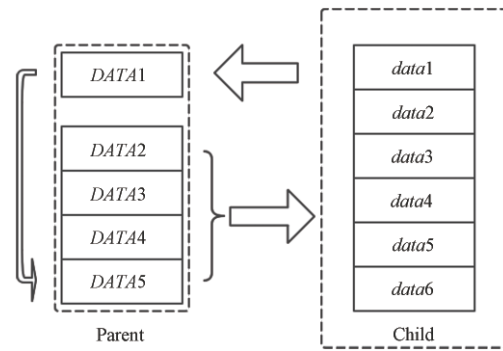 DATA1
DATA2
DATA3
DATA4
DATA5
Parent
data1
data2
data3
data4
data5
data6
Child